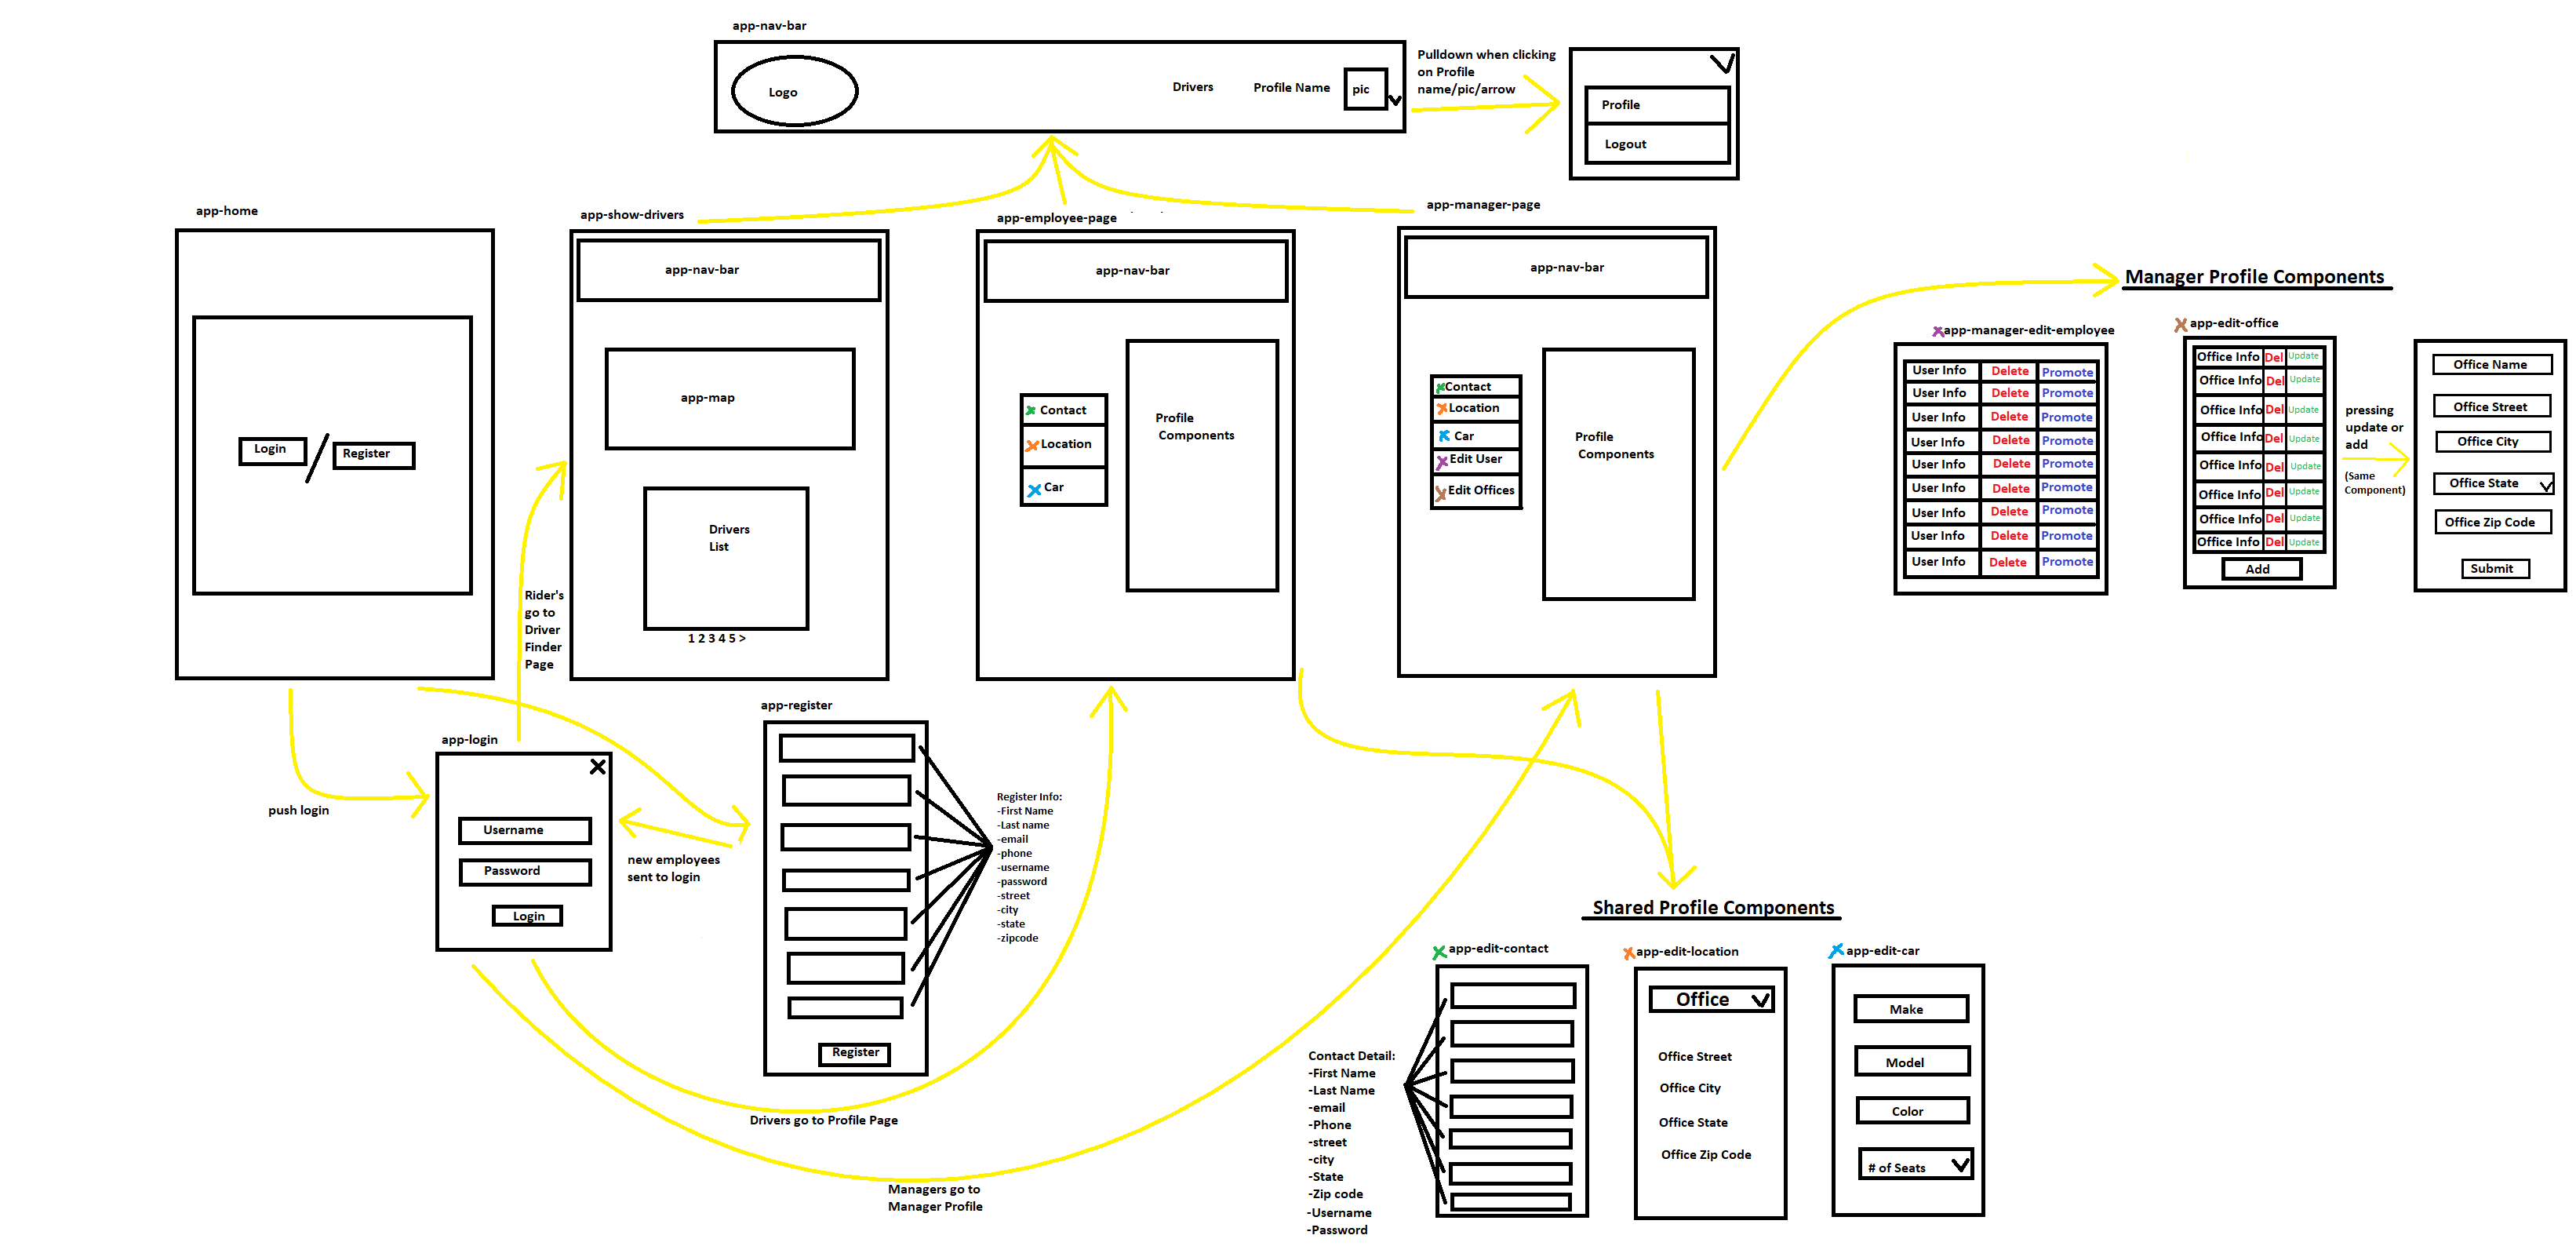 app-nav-bar
Logo
Drivers
Profile Name
pic
Pulldown when clicking
on Profile
name/pic/arrow
Profile
Logout
app-home
Login
Register
app-show-drivers
app-nav-bar
app-map
Drivers
List
1 2 3 4 5 >
app-employee-page
app-nav-bar
Contact
Location
Car
Profile
Components
app-manager-page
app-nav-bar
Contact
Location
Car
Edit User
Edit Offices
Profile
Components
Manager Profile Components
app-manager-edit-employee
User Info Delete Promote
User Info Delete Promote
User Info Delete Promote
User Info Delete Promote
User Info Delete Promote
User Info Delete Promote
User Info Delete Promote
User Info Delete Promote
User Info Delete Promote
app-edit-office
Office Info Del Update
Office Info Del Update
Office Info Del Update
Office Info Del Update
Office Info Del Update
Office Info Del Update
Office Info Del Update
Office Info Del Update
Add
pressing
update or
add
(Same
Component)
Office Name
Office Street
Office City
Office State
Office Zip Code
Submit
Rider's
go to
Driver
Finder
Page
push login
app-login
Username
Password
Login
new employees
sent to login
app-register
Register
Register Info:
-First Name
-Last name
-email
-phone
-username
-password
-street
-city
-state
-zipcode
Drivers go to Profile Page
Managers go to
Manager Profile
Shared Profile Components
app-edit-contact
Contact Detail:
-First Name
-Last Name
-email
-Phone
-street
-city
-State
-Zip code
-Username
-Password
app-edit-location
Office
Office Street
Office City
Office State
Office Zip Code
app-edit-car
Make
Model
Color
# of Seats